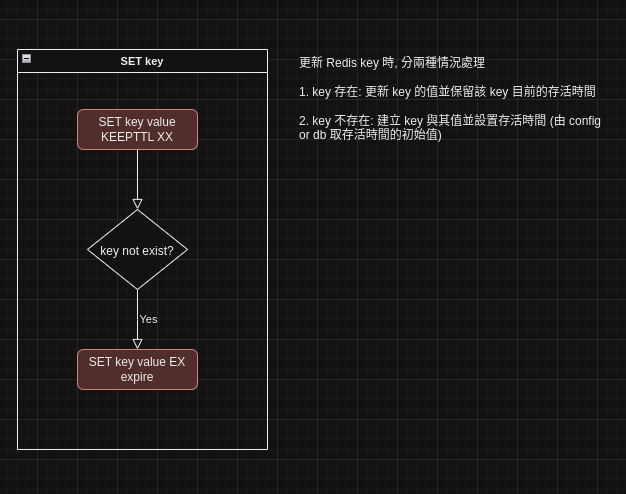 SET key
SET key value
KEEPTTL XX
key not exist?
Yes
SET key value EX
expire
更新 Redis key 時, 分兩種情況處理
1. key 存在: 更新 key 的值並保留該 key 目前的存活時間
2. key 不存在: 建立 key 與其值並設置存活時間 (由 config
or db 取存活時間的初始值)